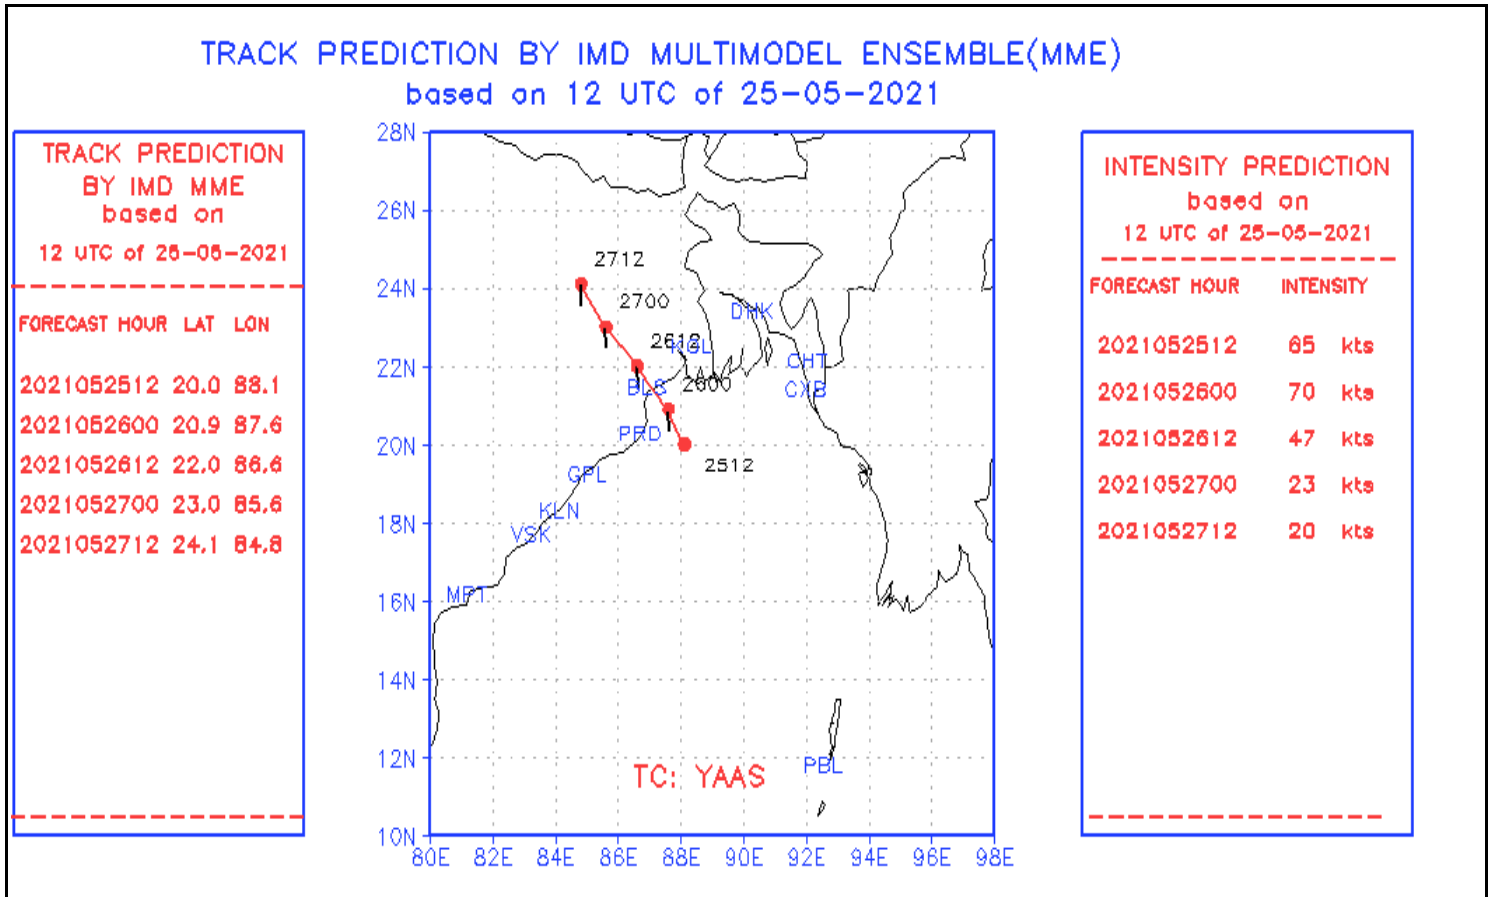 TRACK PREDICTION BY IMD MULTIMODEL ENSEMBLE(MME)
based on 12 UTC of 25-05-2021
TRACK PREDICTION
BY IMD MME
based on
12 UTC of 25-05-2021
FORECAST HOUR LAT LON
2021052512 20.0 88.1
2021052600 20.9 87.6
2021052612 22.0 86.6
2021052700 23.0 85.6
2021052712 24.1 84.8
28N
26N
24N
22N
20N
18N
16N
14N
12N
10N
80E 82E 84E 86E 88E 90E 92E 94E 96E 98E
2712
2700
2612
2600
2512
DHK
KGL
CHT
BLS
CXB
PRD
GPL
KLN
VSK
MPT
PBL
TC: YAAS
INTENSITY PREDICTION
based on
12 UTC of 25-05-2021
FORECAST HOUR INTENSITY
2021052512 65 kts
2021052600 70 kts
2021052612 47 kts
2021052700 23 kts
2021052712 20 kts